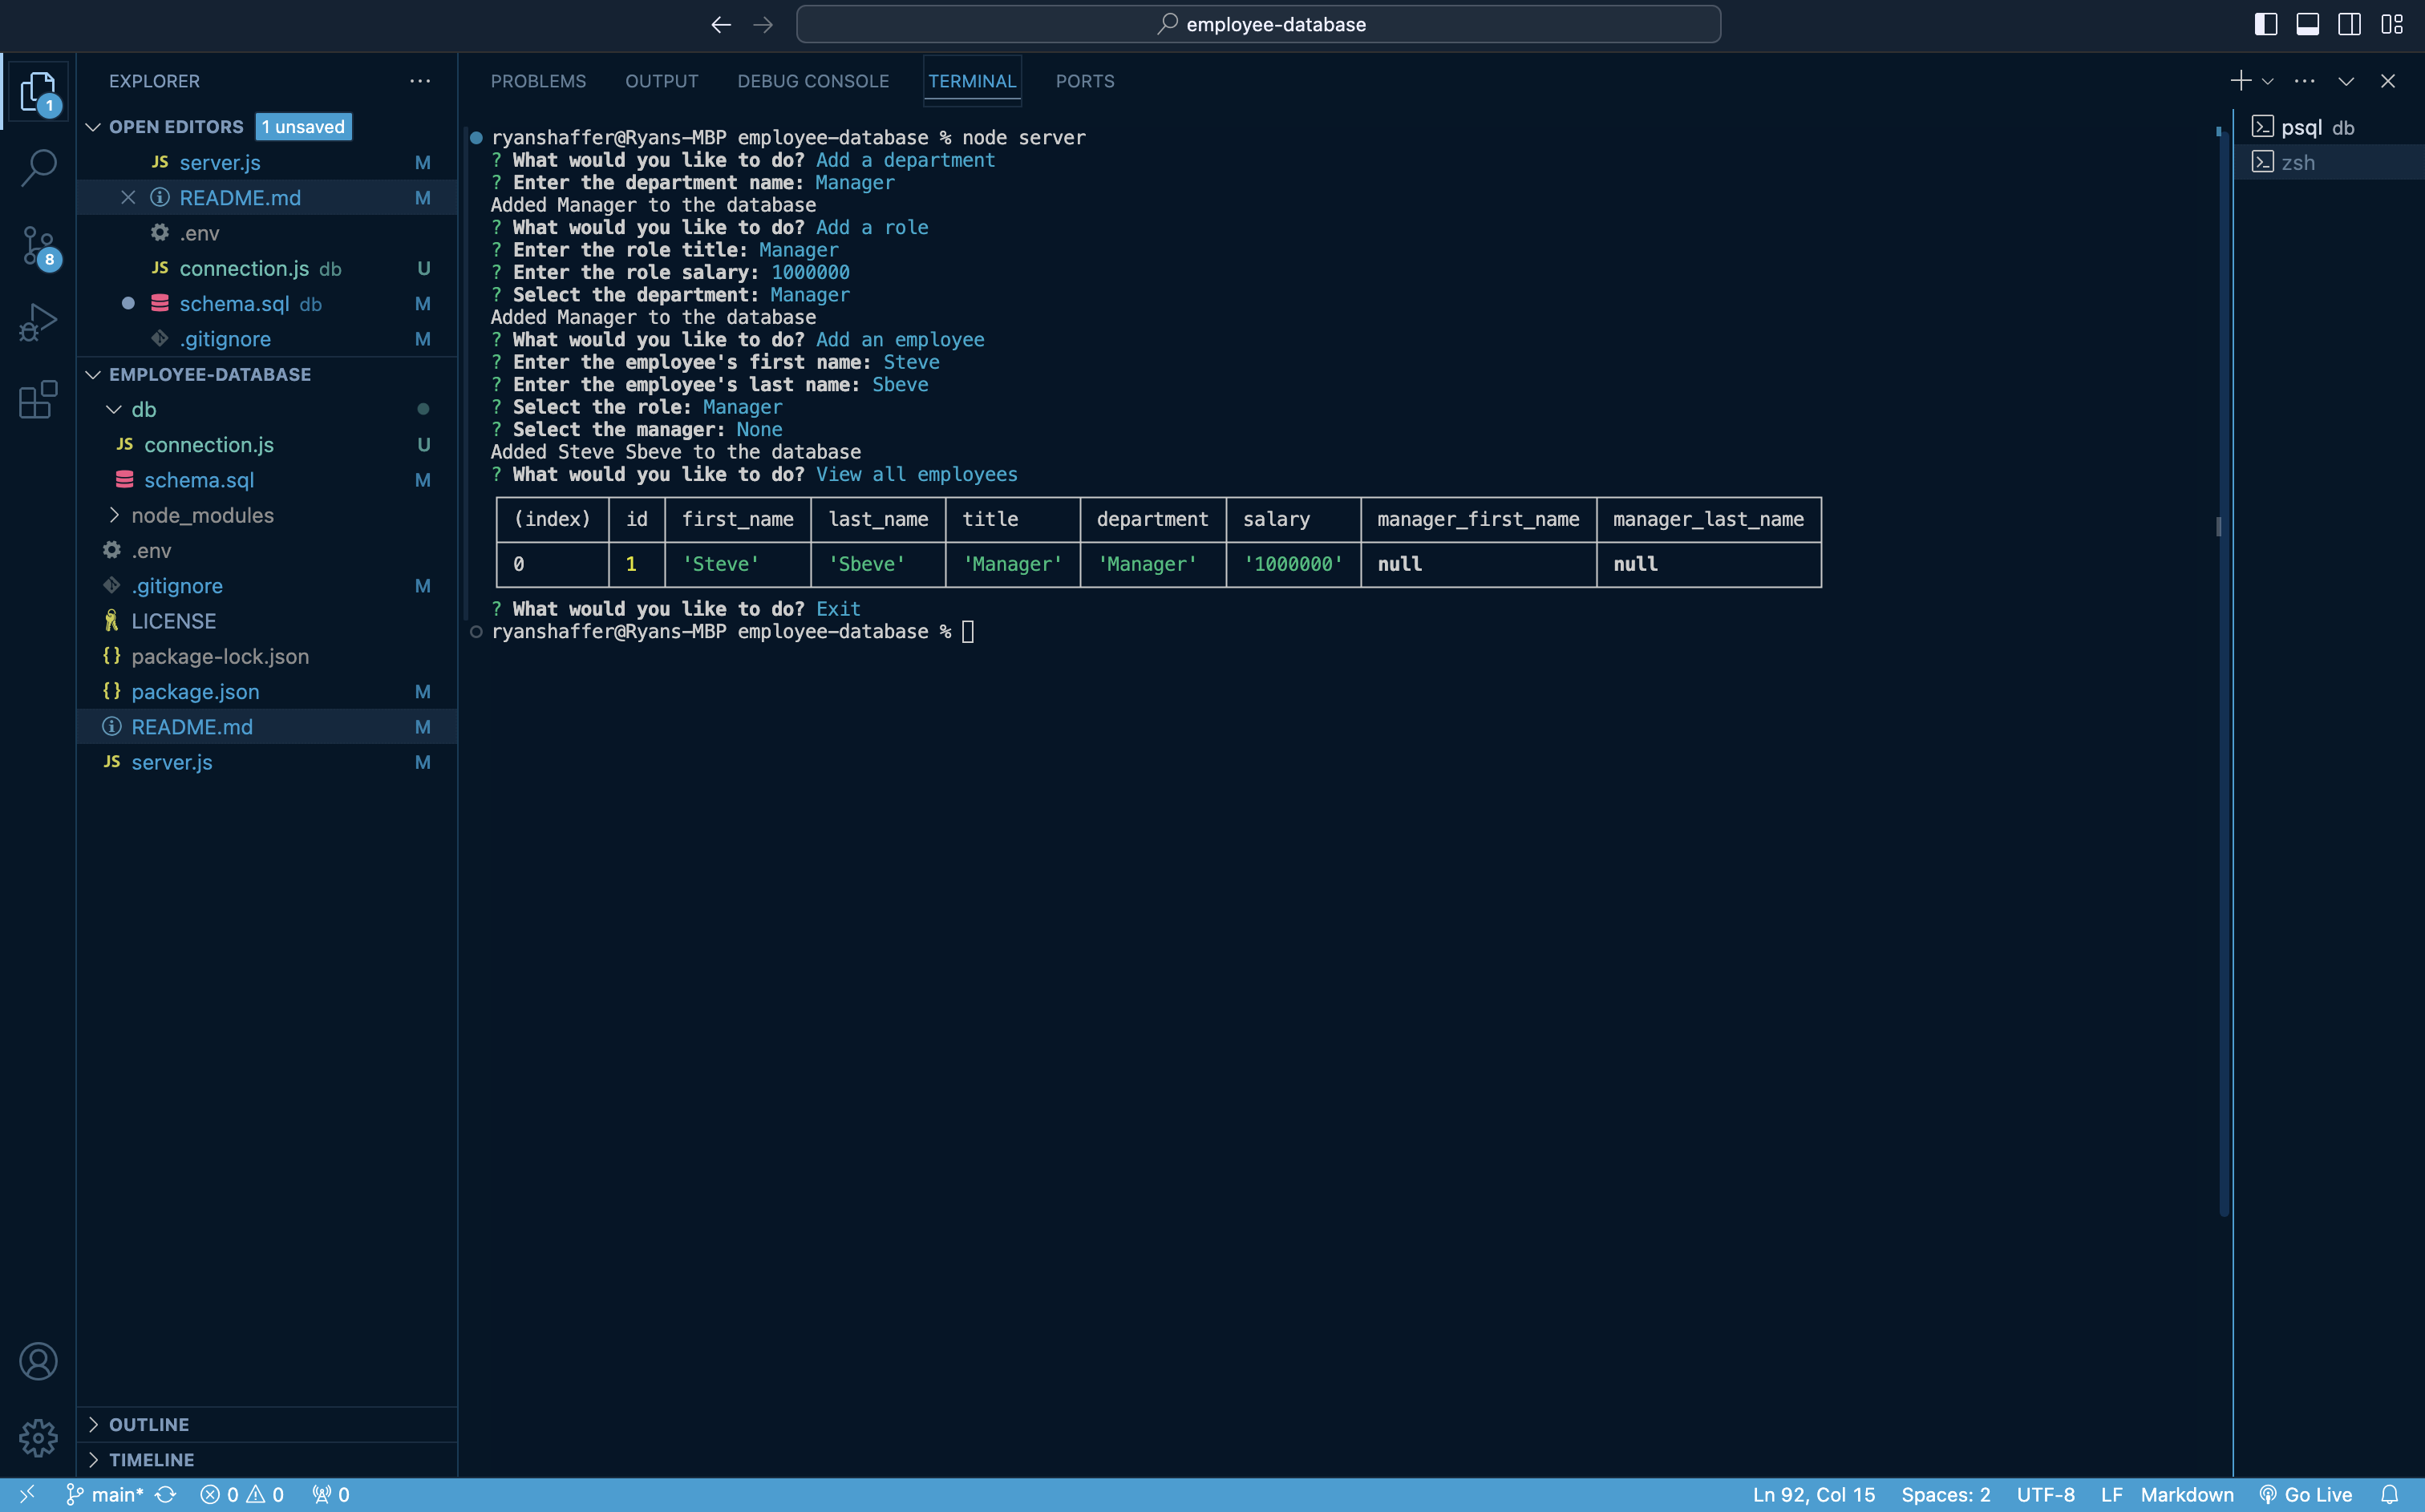 employee-database
EXPLORER
OPEN EDITORS 1 unsaved
JS server.js M
README.md M
.env
JS connection.js db U
schema.sql db M
.gitignore M
EMPLOYEE-DATABASE
db
JS connection.js U
schema.sql M
node_modules
.env
.gitignore M
LICENSE
{} package-lock.json
{} package.json M
README.md M
JS server.js M
OUTLINE
TIMELINE
1
8
PROBLEMS OUTPUT DEBUG CONSOLE TERMINAL PORTS
ryanshaffer@Ryans-MBP employee-database % node server
? What would you like to do? Add a department
? Enter the department name: Manager
Added Manager to the database
? What would you like to do? Add a role
? Enter the role title: Manager
? Enter the role salary: 1000000
? Select the department: Manager
Added Manager to the database
? What would you like to do? Add an employee
? Enter the employee's first name: Steve
? Enter the employee's last name: Sbeve
? Select the role: Manager
? Select the manager: None
Added Steve Sbeve to the database
? What would you like to do? View all employees
(index) id first_name last_name title department salary manager_first_name manager_last_name
0 1 'Steve' 'Sbeve' 'Manager' 'Manager' '1000000' null null
? What would you like to do? Exit
ryanshaffer@Ryans-MBP employee-database %
psql db
zsh
main* 0 0 0 Ln 92, Col 15 Spaces: 2 UTF-8 LF Markdown Go Live